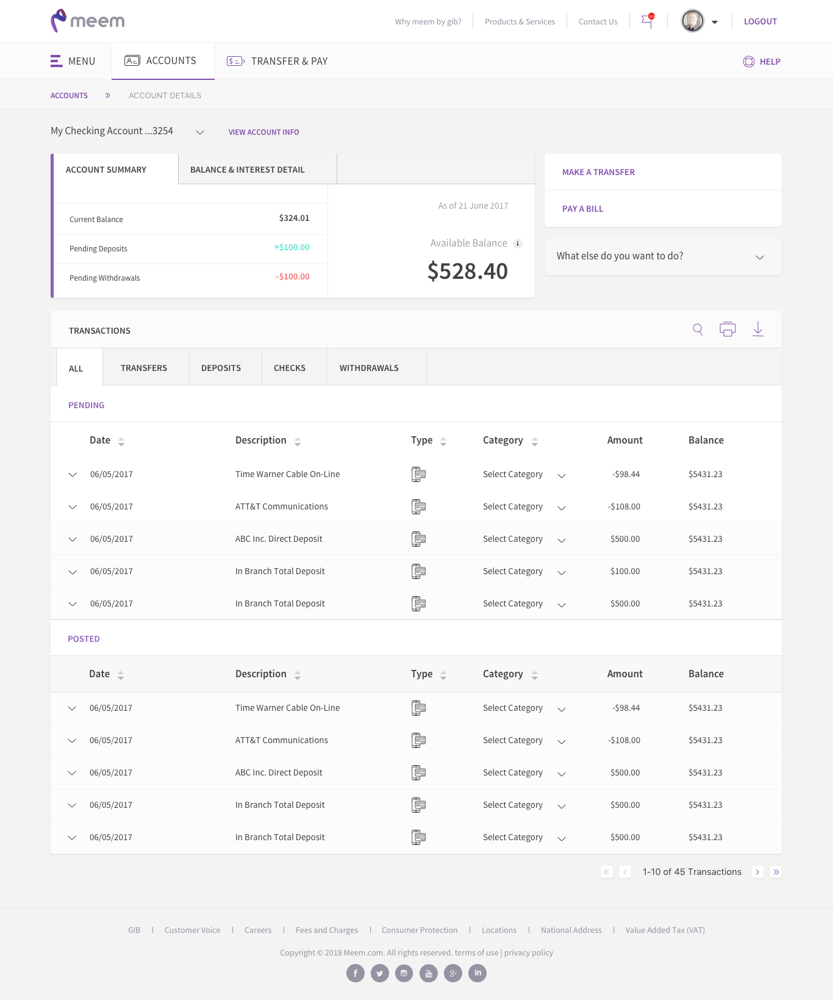 meem
Why meem by gib?
Products & Services
Contact Us
99
LOGOUT
MENU
ACCOUNTS
TRANSFER & PAY
HELP
ACCOUNTS » ACCOUNT DETAILS
My Checking Account ...3254
VIEW ACCOUNT INFO
ACCOUNT SUMMARY
BALANCE & INTEREST DETAIL
Current Balance $324.01
Pending Deposits +$100.00
Pending Withdrawals -$100.00
As of 21 June 2017
Available Balance i
$528.40
MAKE A TRANSFER
PAY A BILL
What else do you want to do?
TRANSACTIONS
ALL TRANSFERS DEPOSITS CHECKS WITHDRAWALS
PENDING
Date Description Type Category Amount Balance
06/05/2017 Time Warner Cable On-Line Select Category -$98.44 $5431.23
06/05/2017 ATT&T Communications Select Category -$108.00 $5431.23
06/05/2017 ABC Inc. Direct Deposit Select Category $500.00 $5431.23
06/05/2017 In Branch Total Deposit Select Category $100.00 $5431.23
06/05/2017 In Branch Total Deposit Select Category $500.00 $5431.23
POSTED
Date Description Type Category Amount Balance
06/05/2017 Time Warner Cable On-Line Select Category -$98.44 $5431.23
06/05/2017 ATT&T Communications Select Category -$108.00 $5431.23
06/05/2017 ABC Inc. Direct Deposit Select Category $500.00 $5431.23
06/05/2017 In Branch Total Deposit Select Category $500.00 $5431.23
06/05/2017 In Branch Total Deposit Select Category $500.00 $5431.23
« ‹ 1-10 of 45 Transactions › »
GIB | Customer Voice | Careers | Fees and Charges | Consumer Protection | Locations | National Address | Value Added Tax (VAT)
Copyright © 2018 Meem.com. All rights reserved. terms of use | privacy policy